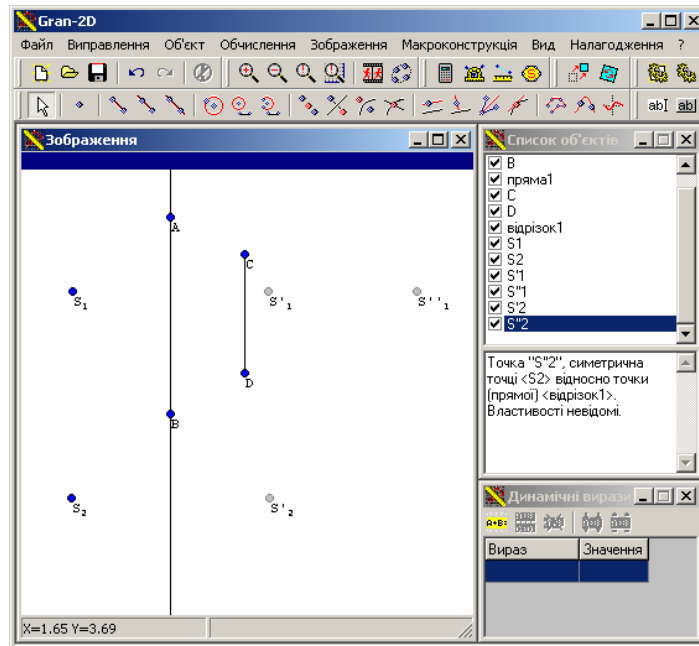 Gran-2D
Файл Виправлення Об'єкт Обчислення Зображення Макроконструкція Вид Налагодження ?
abI ab|
Зображення
A
C
S₁
S'₁
S''₁
D
B
S₂
S'₂
X=1.65 Y=3.69
Список об'єктів
B
пряма1
C
D
відрізок1
S1
S2
S'1
S"1
S'2
S"2
Точка "S"2", симетрична
точці <S2> відносно точки
(прямої) <відрізок1>.
Властивості невідомі.
Динамічні вирази
A+B=
Вираз Значення